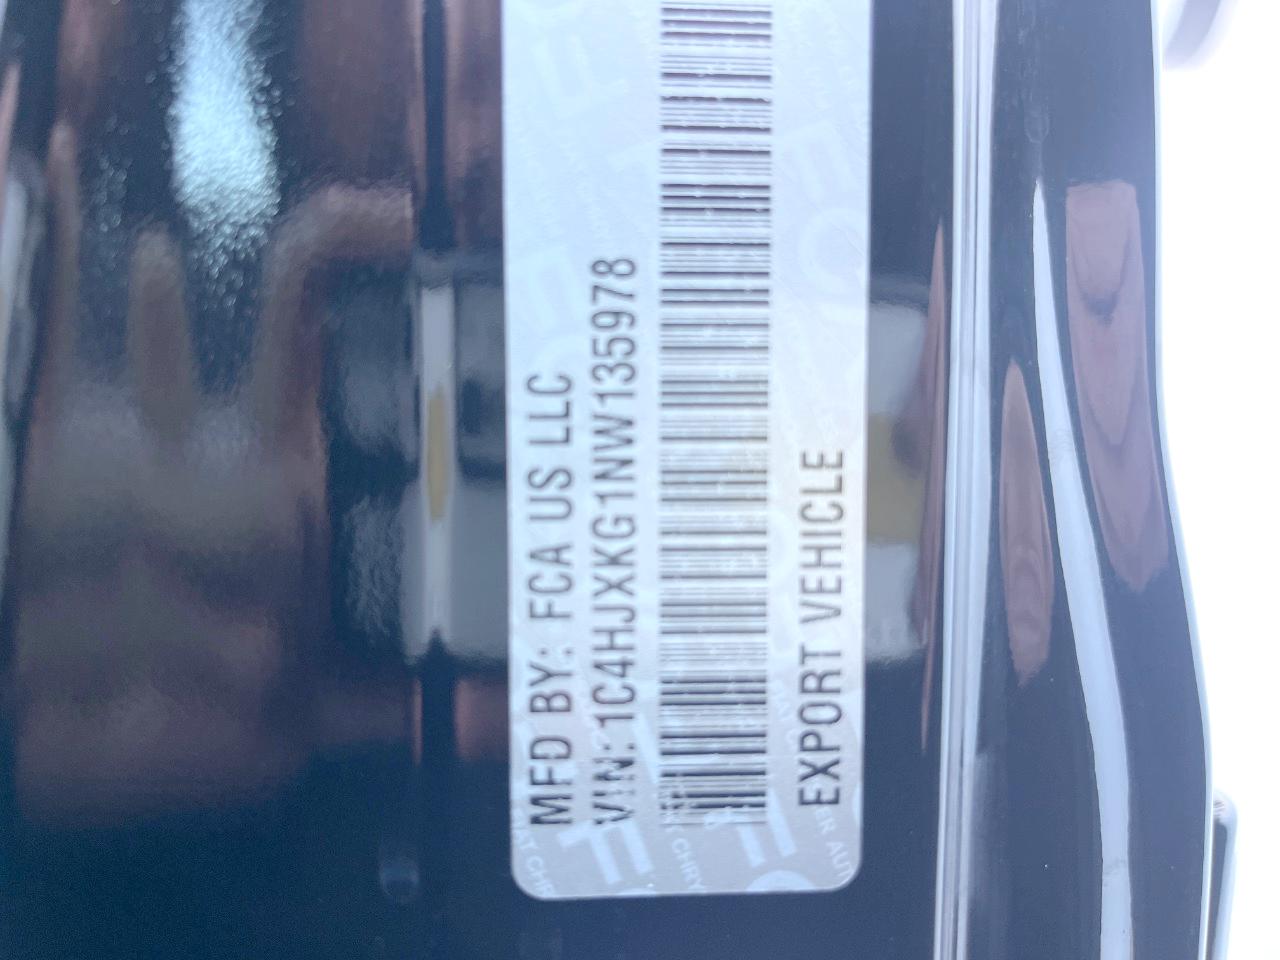 MFD BY: FCA US LLC
VIN: 1C4HJXKG1NW135978
EXPORT VEHICLE